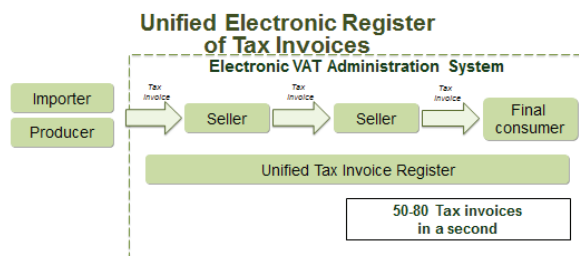 Unified Electronic Register
of Tax Invoices
Electronic VAT Administration System
Tax
Invoice
Tax
Invoice
Tax
Invoice
Importer
Producer
Seller
Seller
Final
consumer
Unified Tax Invoice Register
50-80 Tax invoices
in a second